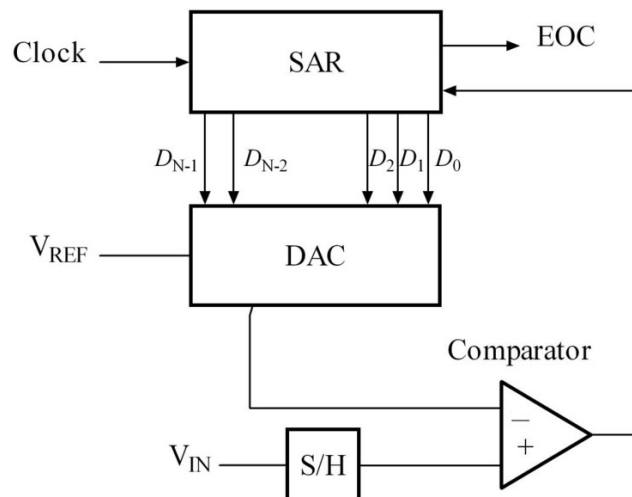 Clock
SAR
EOC
D_N-1
D_N-2
D_2
D_1
D_0
V_REF
DAC
Comparator
−
+
V_IN
S/H